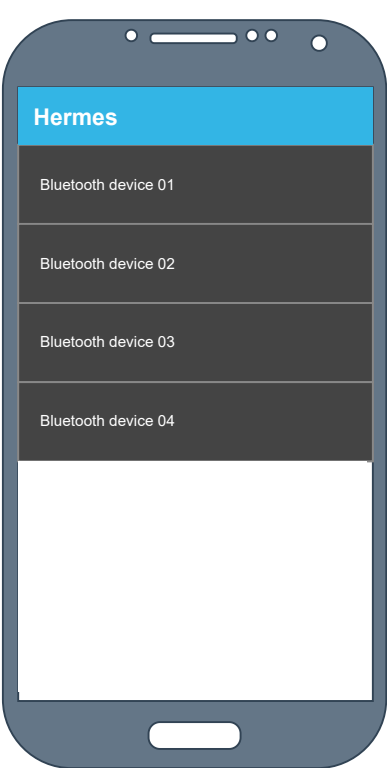 Hermes
Bluetooth device 01
Bluetooth device 02
Bluetooth device 03
Bluetooth device 04